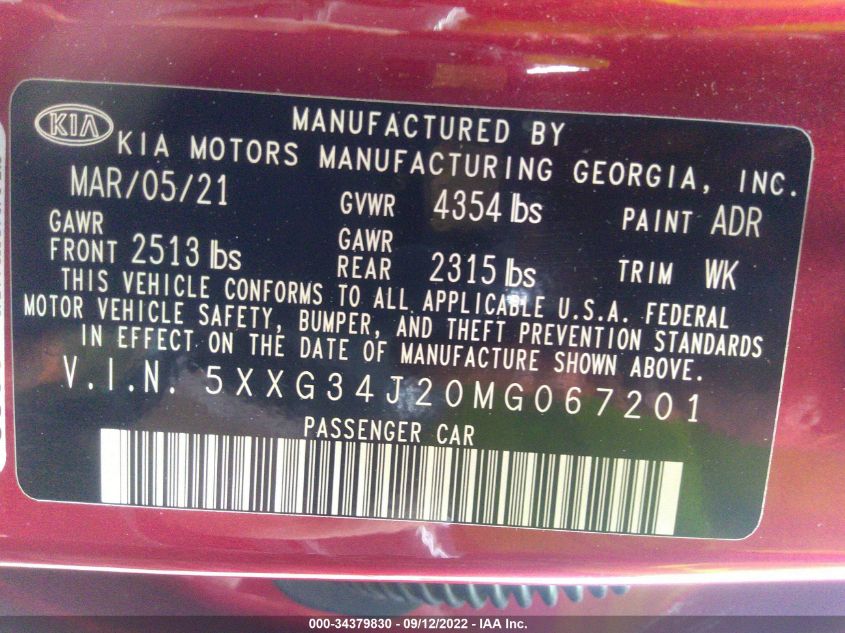 KIA
MANUFACTURED BY
KIA MOTORS MANUFACTURING GEORGIA, INC.
MAR/05/21 GVWR 4354 lbs PAINT ADR
GAWR FRONT 2513 lbs GAWR REAR 2315 lbs TRIM WK
THIS VEHICLE CONFORMS TO ALL APPLICABLE U.S.A. FEDERAL
MOTOR VEHICLE SAFETY, BUMPER, AND THEFT PREVENTION STANDARDS
IN EFFECT ON THE DATE OF MANUFACTURE SHOWN ABOVE.
V.I.N. 5XXG34J20MG067201
PASSENGER CAR
000-34379830 - 09/12/2022 - IAA Inc.